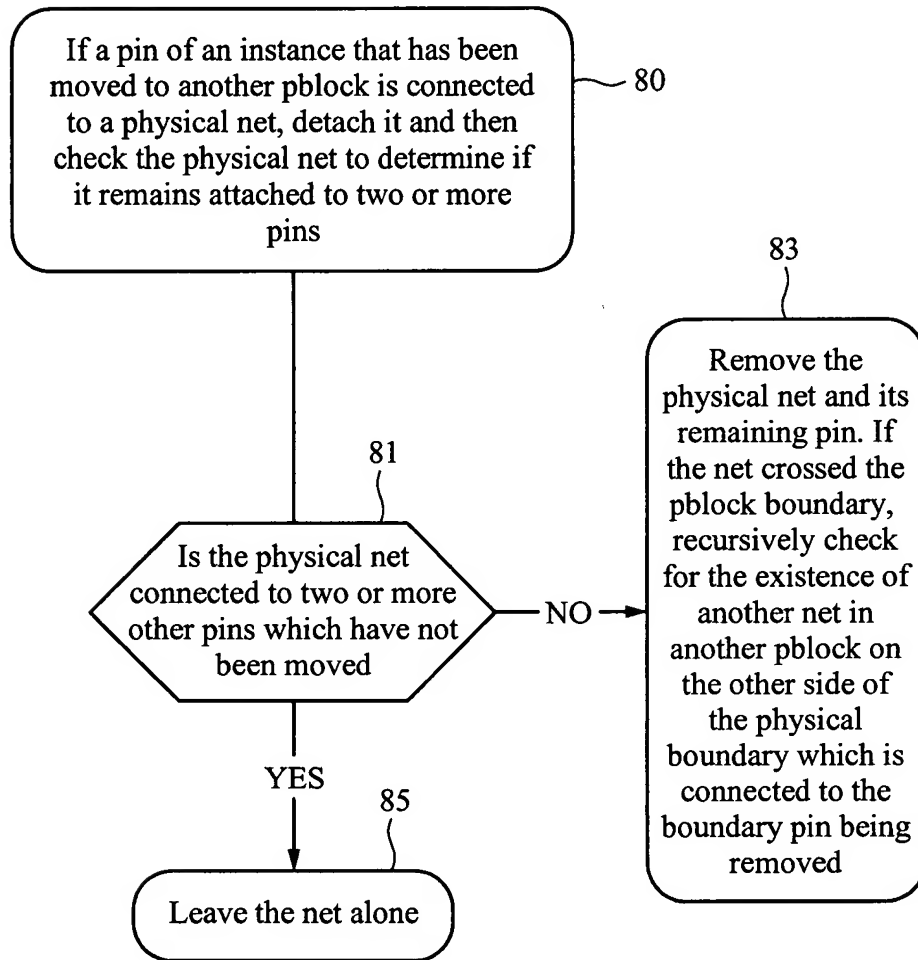 If a pin of an instance that has been
moved to another pblock is connected
to a physical net, detach it and then
check the physical net to determine if
it remains attached to two or more
pins
80
81
Is the physical net
connected to two or more
other pins which have not
been moved
NO
83
Remove the
physical net and its
remaining pin. If
the net crossed the
pblock boundary,
recursively check
for the existence of
another net in
another pblock on
the other side of
the physical
boundary which is
connected to the
boundary pin being
removed
YES
85
Leave the net alone